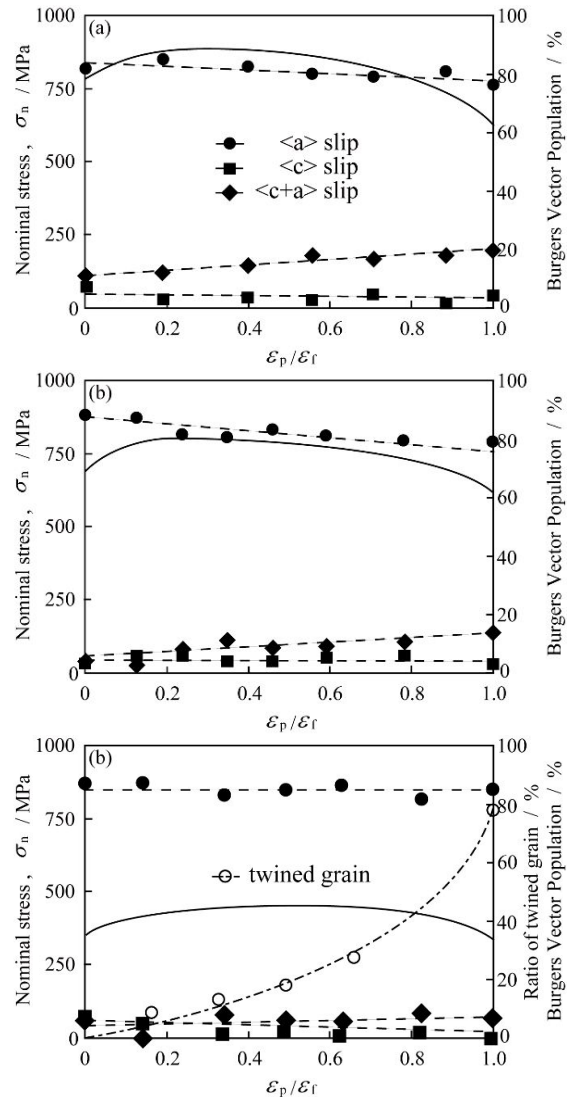 (a)
1000
750
500
250
0
Nominal stress , σn / MPa
<a> slip
<c> slip
<c+a> slip
100
80
60
40
20
0
Burgers Vector Population / %
0 0.2 0.4 0.6 0.8 1.0
εp/εf
(b)
1000
750
500
250
0
Nominal stress , σn / MPa
100
80
60
40
20
0
Burgers Vector Population / %
0 0.2 0.4 0.6 0.8 1.0
εp/εf
(b)
1000
750
500
250
0
Nominal stress , σn / MPa
twined grain
100
80
60
40
20
0
Ratio of twined grain / %
Burgers Vector Population / %
0 0.2 0.4 0.6 0.8 1.0
εp/εf